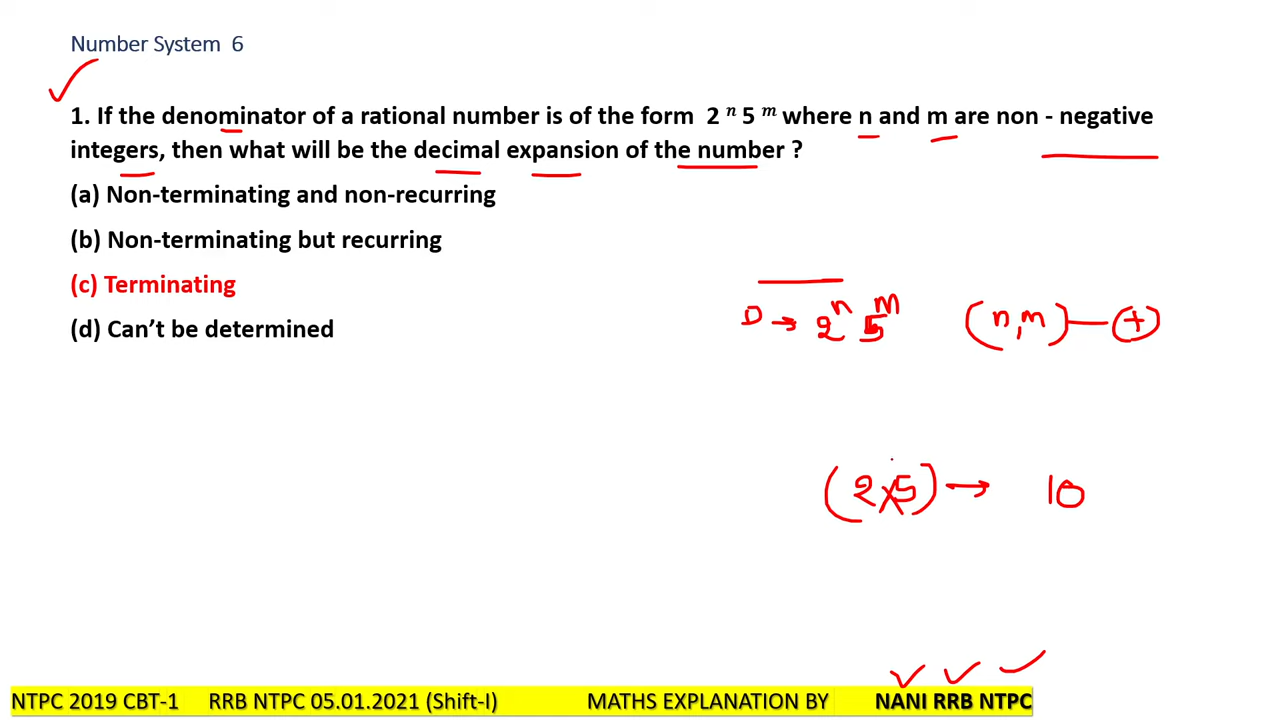 Number System 6
1. If the denominator of a rational number is of the form 2 ⁿ 5 ᵐ where n and m are non - negative
integers, then what will be the decimal expansion of the number ?
(a) Non-terminating and non-recurring
(b) Non-terminating but recurring
(c) Terminating
(d) Can’t be determined
D → 2ⁿ 5ᵐ (n,m) — +
(2×5) → 10
NTPC 2019 CBT-1 RRB NTPC 05.01.2021 (Shift-I) MATHS EXPLANATION BY NANI RRB NTPC